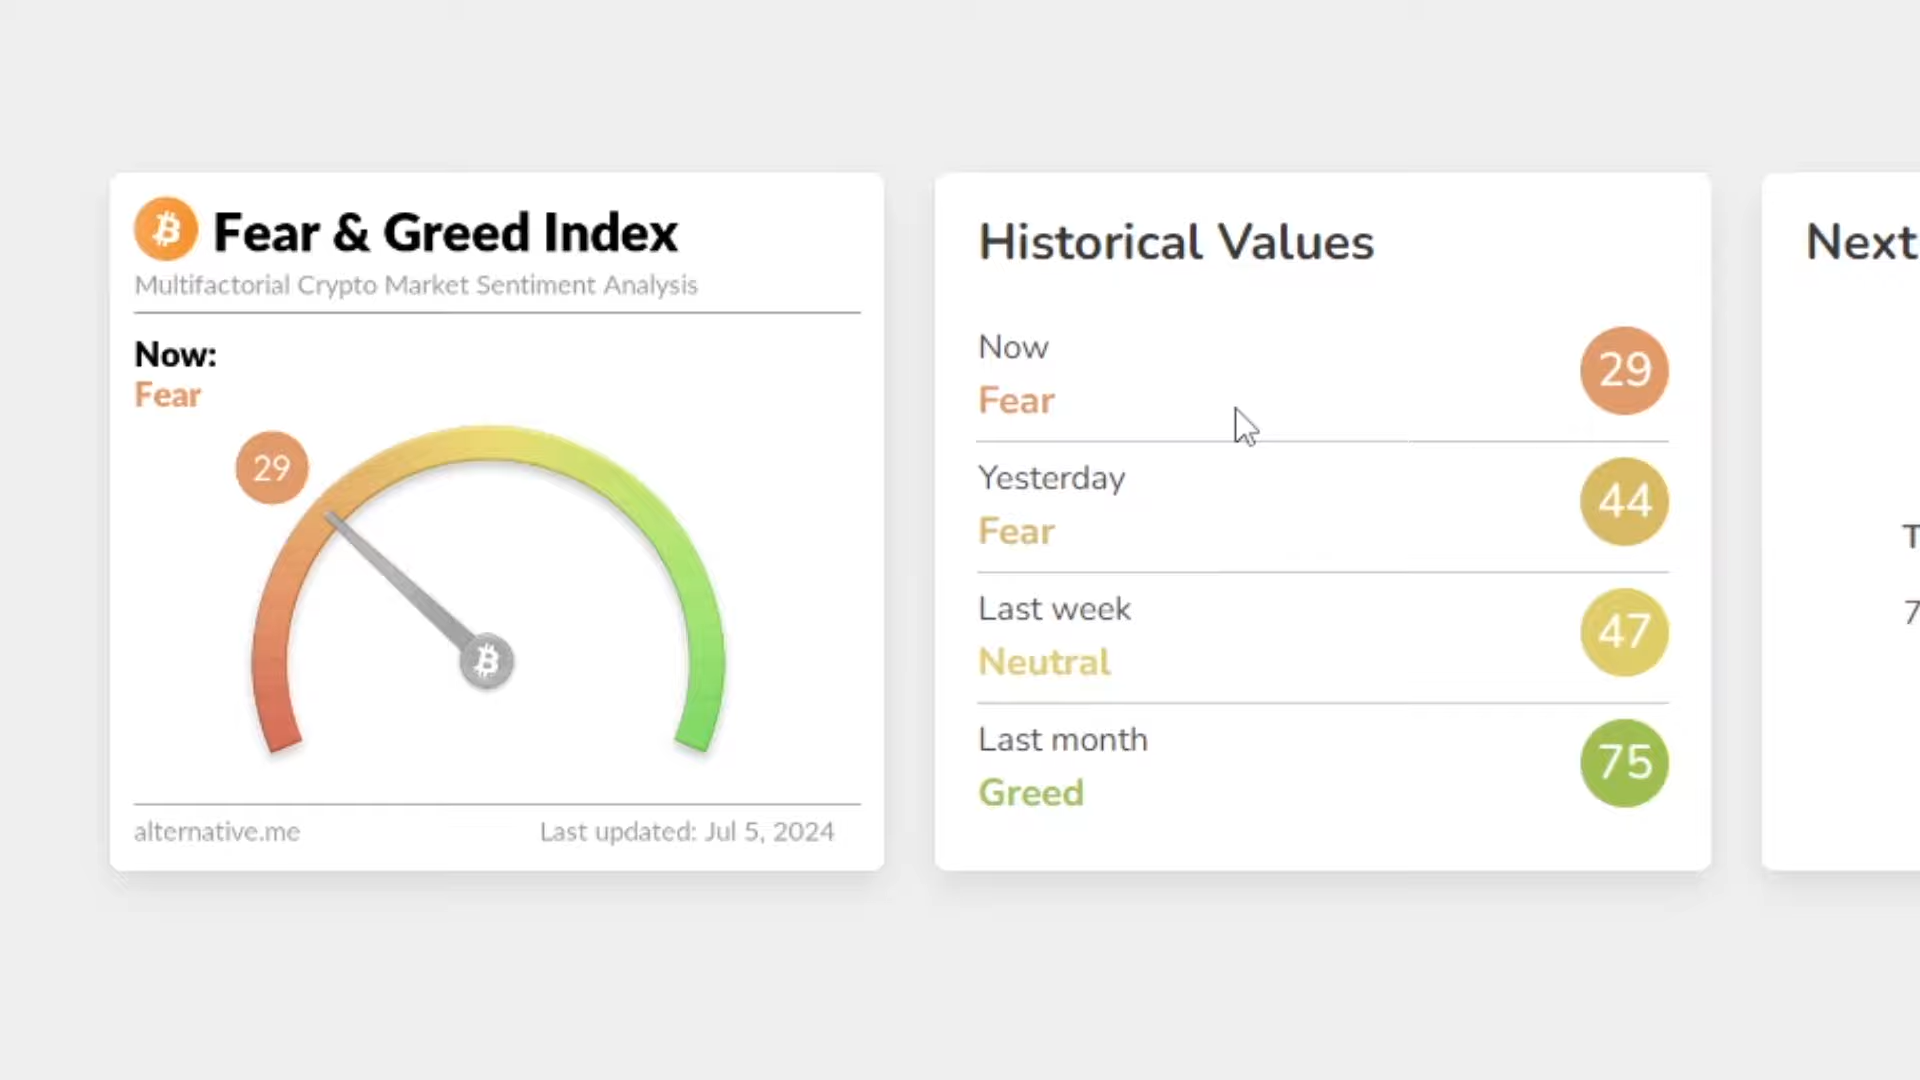 Fear & Greed Index
Multifactorial Crypto Market Sentiment Analysis
Now:
Fear
29
alternative.me
Last updated: Jul 5, 2024
Historical Values
Now
Fear
29
Yesterday
Fear
44
Last week
Neutral
47
Last month
Greed
75
Next
T
7